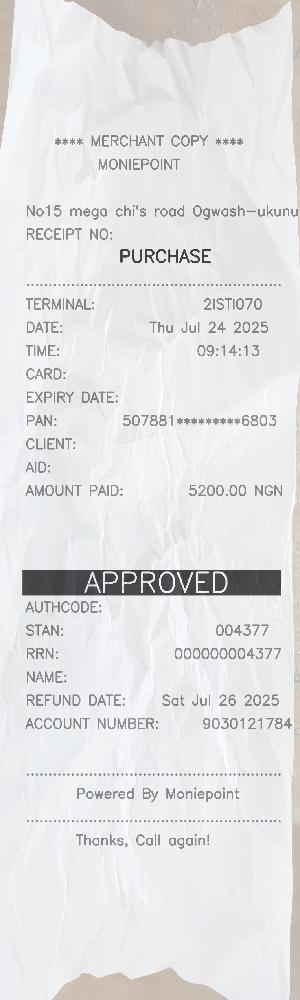 **** MERCHANT COPY ****
MONIEPOINT
No15 mega chi's road Ogwash-ukunu
RECEIPT NO:
PURCHASE
TERMINAL: 2ISTI070
DATE: Thu Jul 24 2025
TIME: 09:14:13
CARD:
EXPIRY DATE:
PAN: 507881*********6803
CLIENT:
AID:
AMOUNT PAID: 5200.00 NGN
APPROVED
AUTHCODE:
STAN: 004377
RRN: 000000004377
NAME:
REFUND DATE: Sat Jul 26 2025
ACCOUNT NUMBER: 9030121784
Powered By Moniepoint
Thanks, Call again!